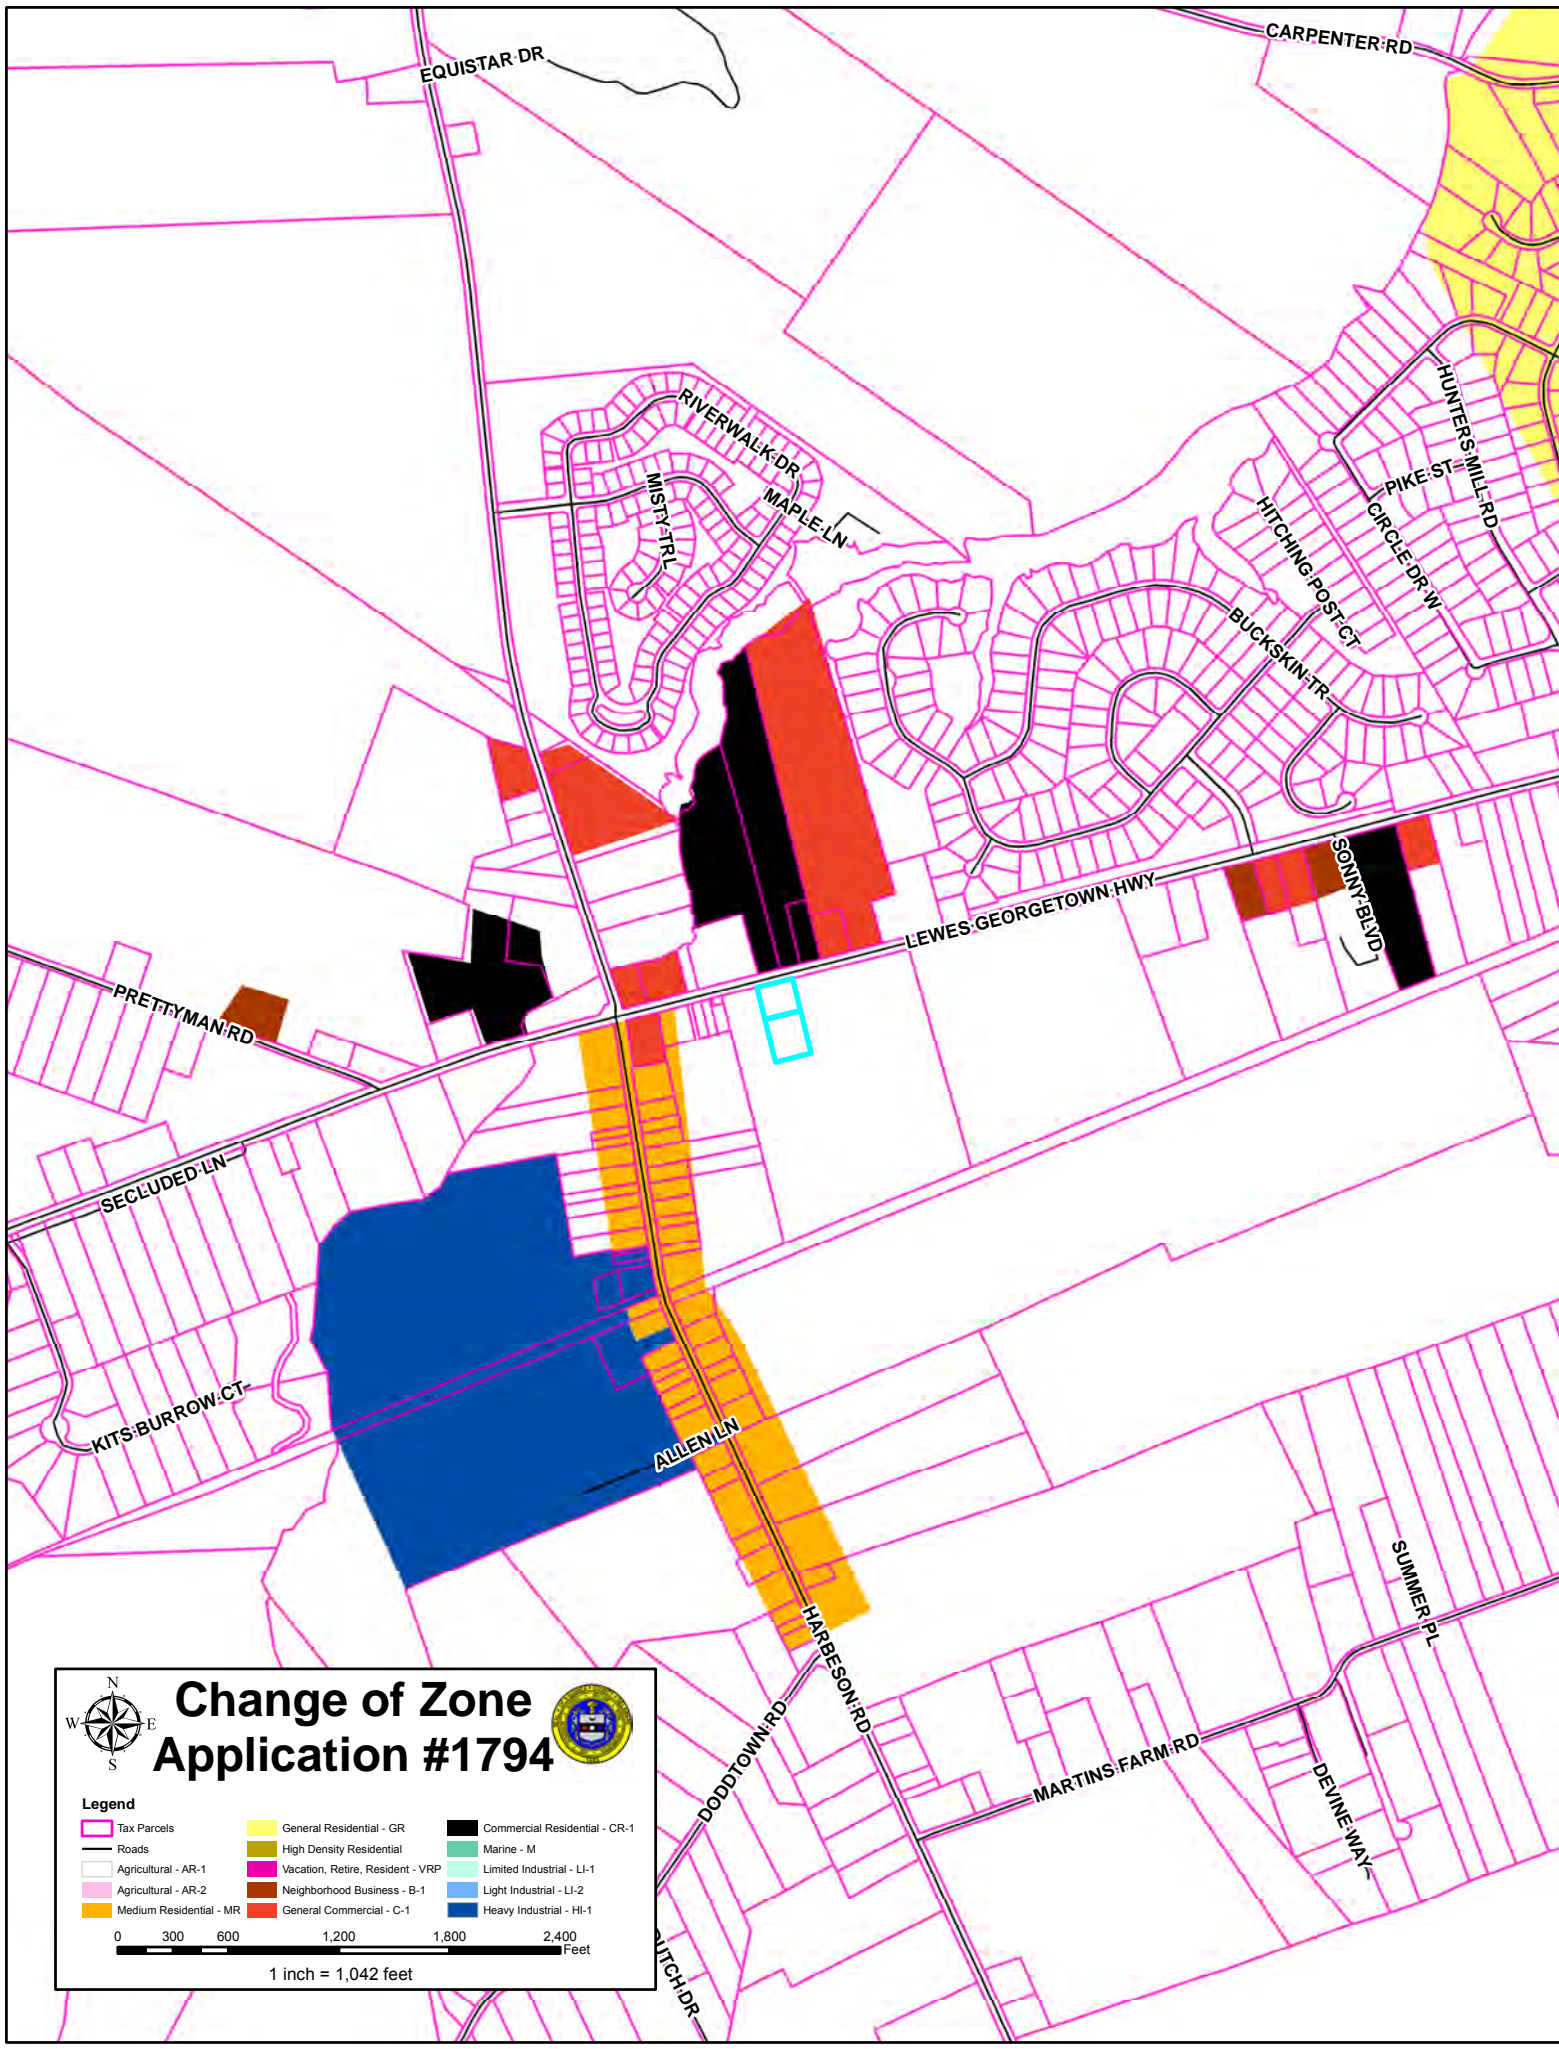 CARPENTER RD
EQUISTAR DR
RIVERWALK DR
MISTY TRL
MAPLE LN
HUNTERS MILL RD
PIKE ST
CIRCLE DR W
HITCHING POST CT
BUCKSKIN TR
LEWES GEORGETOWN HWY
SONNY BLVD
PRETTYMAN RD
SECLUDED LN
KITS BURROW CT
ALLEN LN
HARBESON RD
SUMMER PL
DODDTOWN RD
MARTINS FARM RD
DEVINE WAY
DUTCH DR
N
W E
S
Change of Zone
Application #1794
Legend
Tax Parcels
Roads
Agricultural - AR-1
Agricultural - AR-2
Medium Residential - MR
General Residential - GR
High Density Residential
Vacation, Retire, Resident - VRP
Neighborhood Business - B-1
General Commercial - C-1
Commercial Residential - CR-1
Marine - M
Limited Industrial - LI-1
Light Industrial - LI-2
Heavy Industrial - HI-1
0 300 600 1,200 1,800 2,400
Feet
1 inch = 1,042 feet